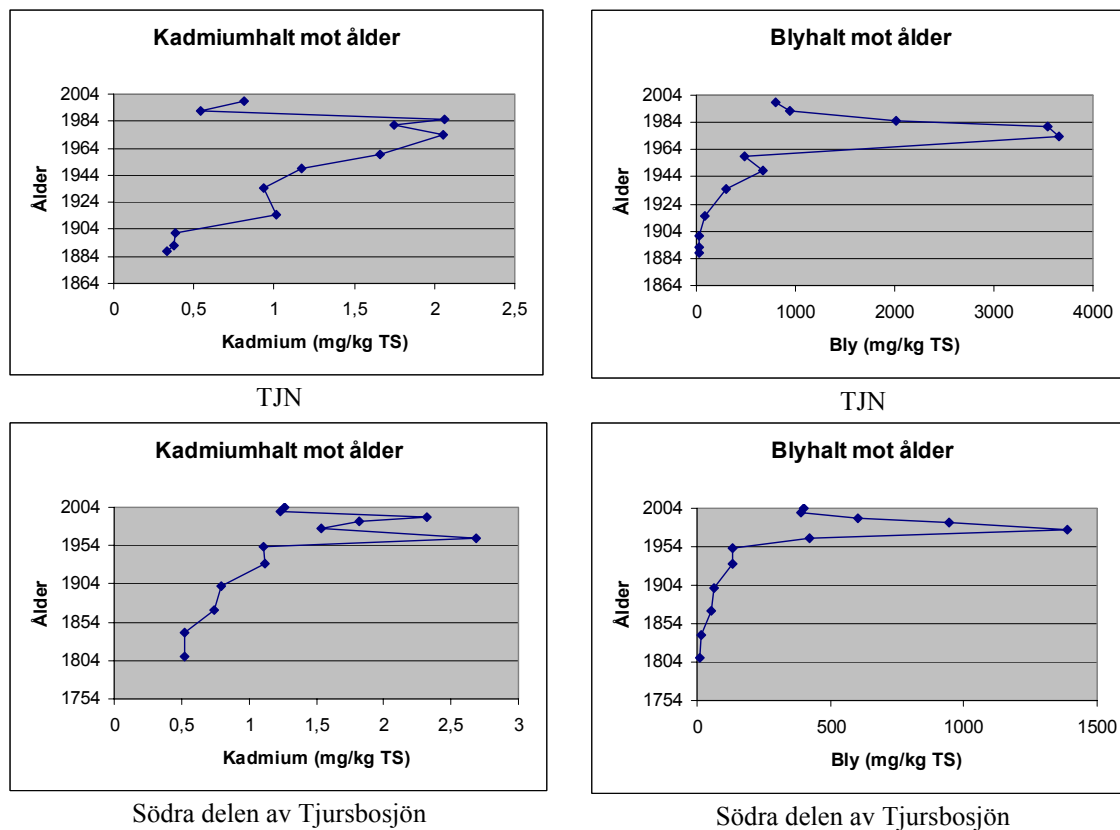 Kadmiumhalt mot ålder
Ålder
2004
1984
1964
1944
1924
1904
1884
1864
0 0,5 1 1,5 2 2,5
Kadmium (mg/kg TS)
TJN
Blyhalt mot ålder
Ålder
2004
1984
1964
1944
1924
1904
1884
1864
0 1000 2000 3000 4000
Bly (mg/kg TS)
TJN
Kadmiumhalt mot ålder
Ålder
2004
1954
1904
1854
1804
1754
0 0,5 1 1,5 2 2,5 3
Kadmium (mg/kg TS)
Södra delen av Tjursbosjön
Blyhalt mot ålder
Ålder
2004
1954
1904
1854
1804
1754
0 500 1000 1500
Bly (mg/kg TS)
Södra delen av Tjursbosjön